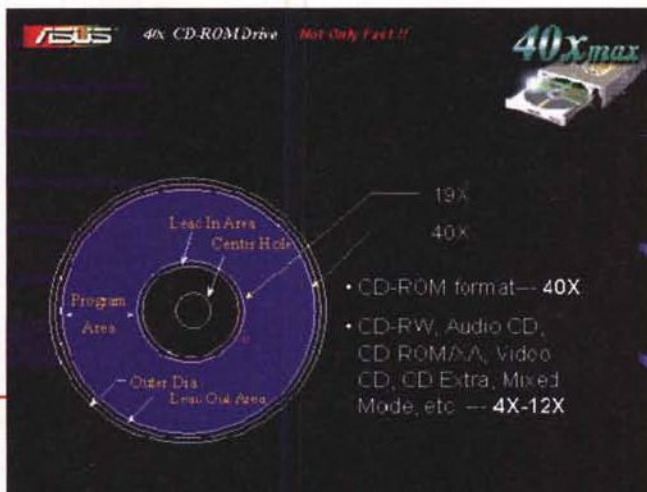 ASUS 40x CD-ROM Drive Not Only Fast !!
40Xmax
19X
40X
Lead In Area
Center Hole
Program
Area
Outer Dia
Lead Out Area
• CD-ROM format--- 40X
• CD-RW, Audio CD,
CD ROM/XA, Video
CD, CD Extra, Mixed
Mode, etc --- 4X-12X